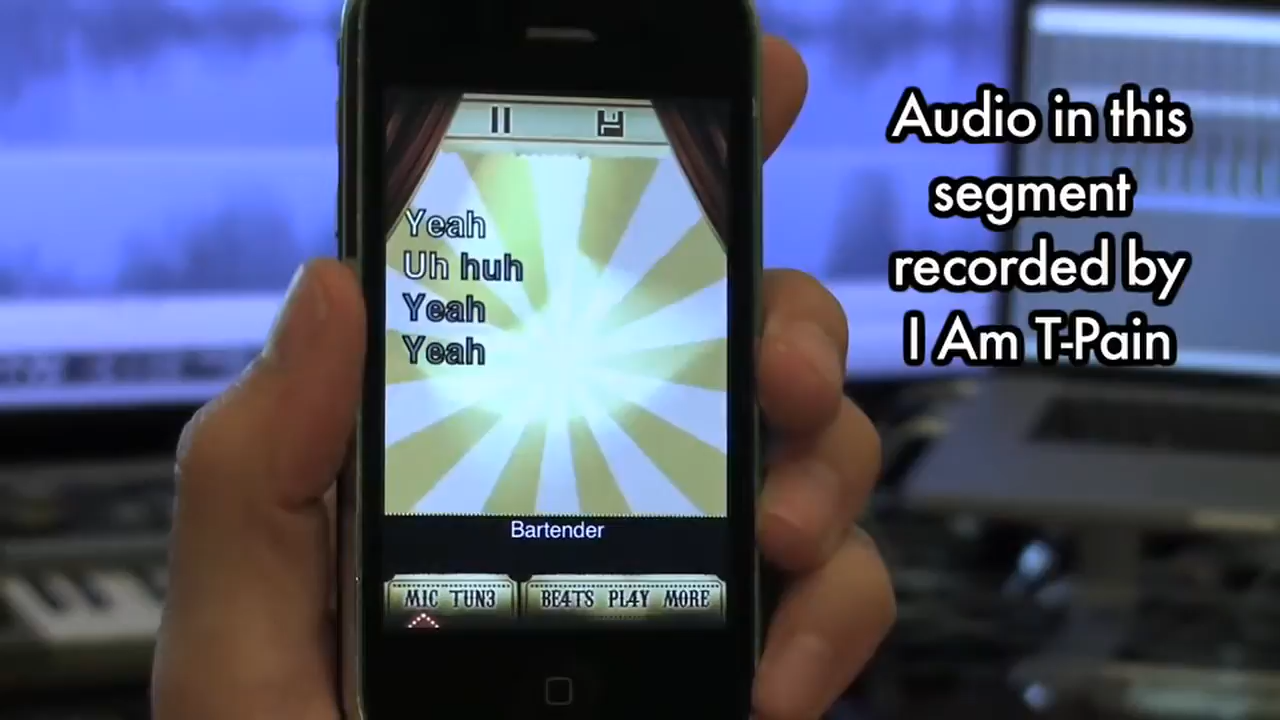 Yeah
Uh huh
Yeah
Yeah
Bartender
MIC TUN3 BE4TS PL4Y MORE
Audio in this
segment
recorded by
I Am T-Pain